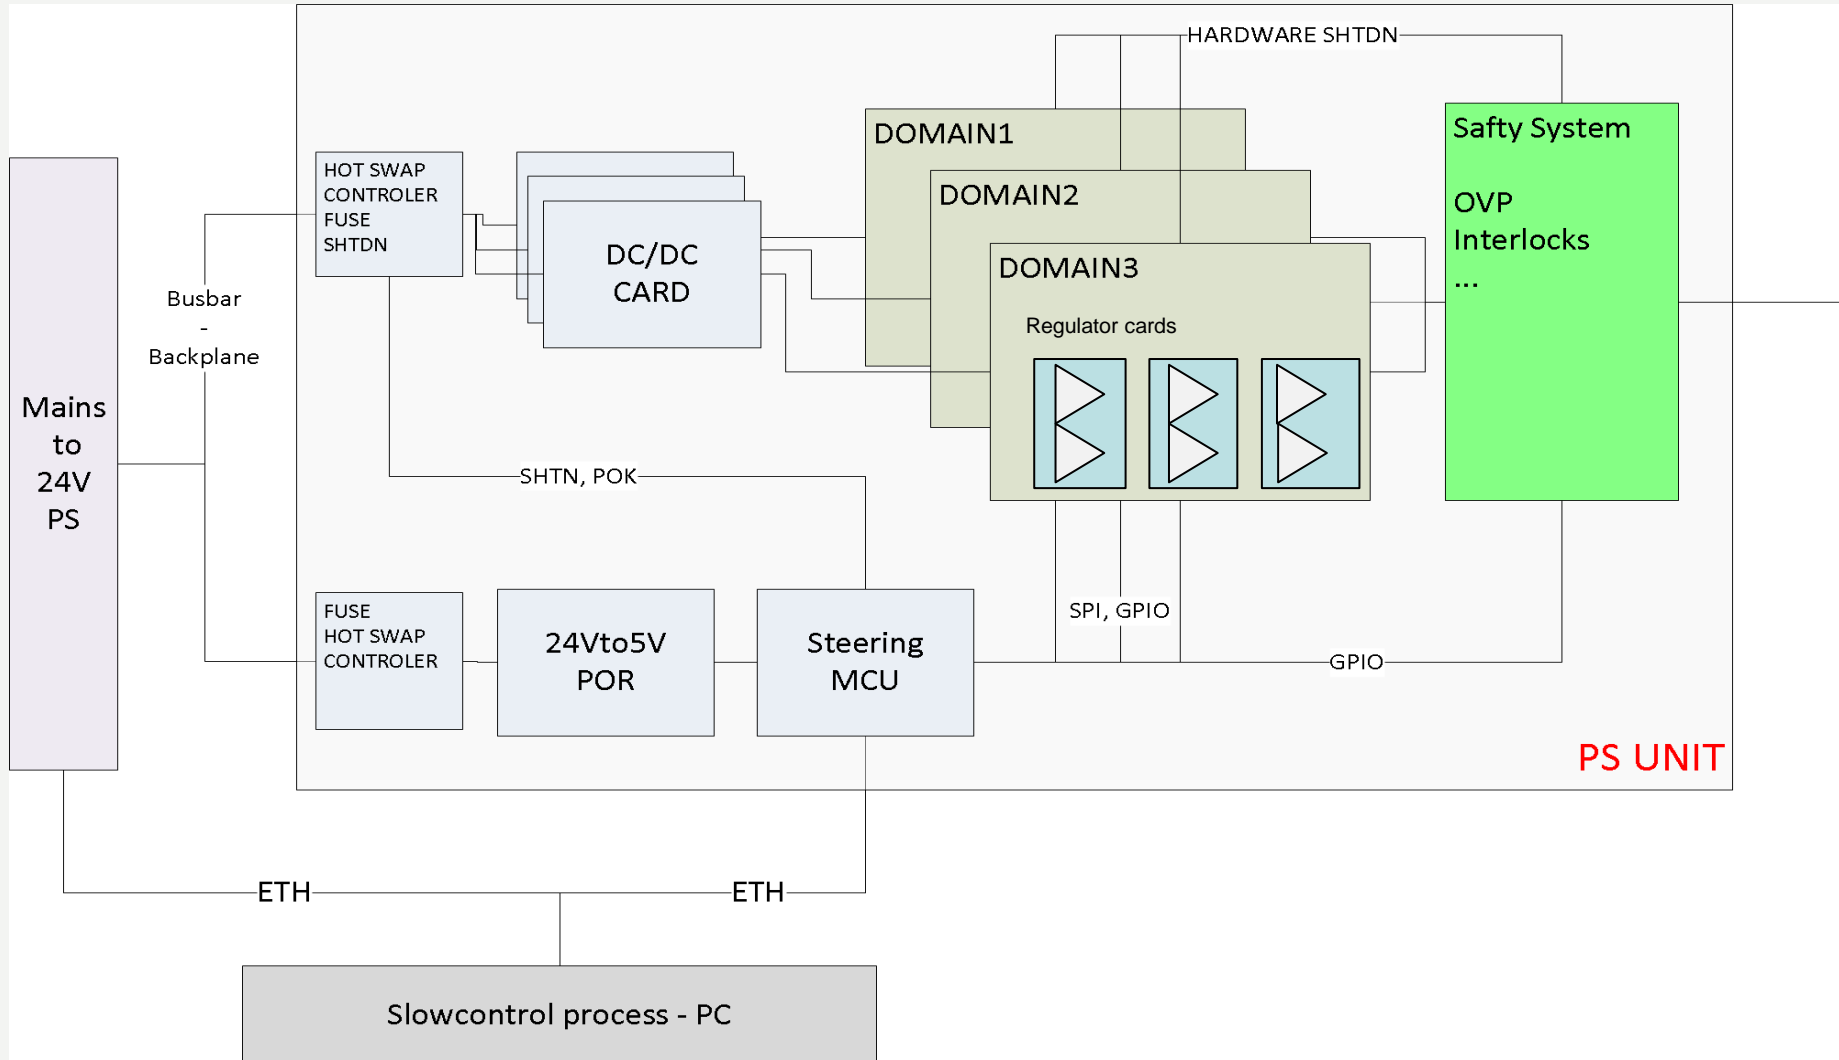 HARDWARE SHTDN
DOMAIN1
DOMAIN2
DOMAIN3
Regulator cards
Safty System
OVP
Interlocks
...
HOT SWAP
CONTROLER
FUSE
SHTDN
DC/DC
CARD
Busbar
-
Backplane
Mains
to
24V
PS
SHTN, POK
FUSE
HOT SWAP
CONTROLER
24Vto5V
POR
Steering
MCU
SPI, GPIO
GPIO
PS UNIT
ETH
ETH
Slowcontrol process - PC